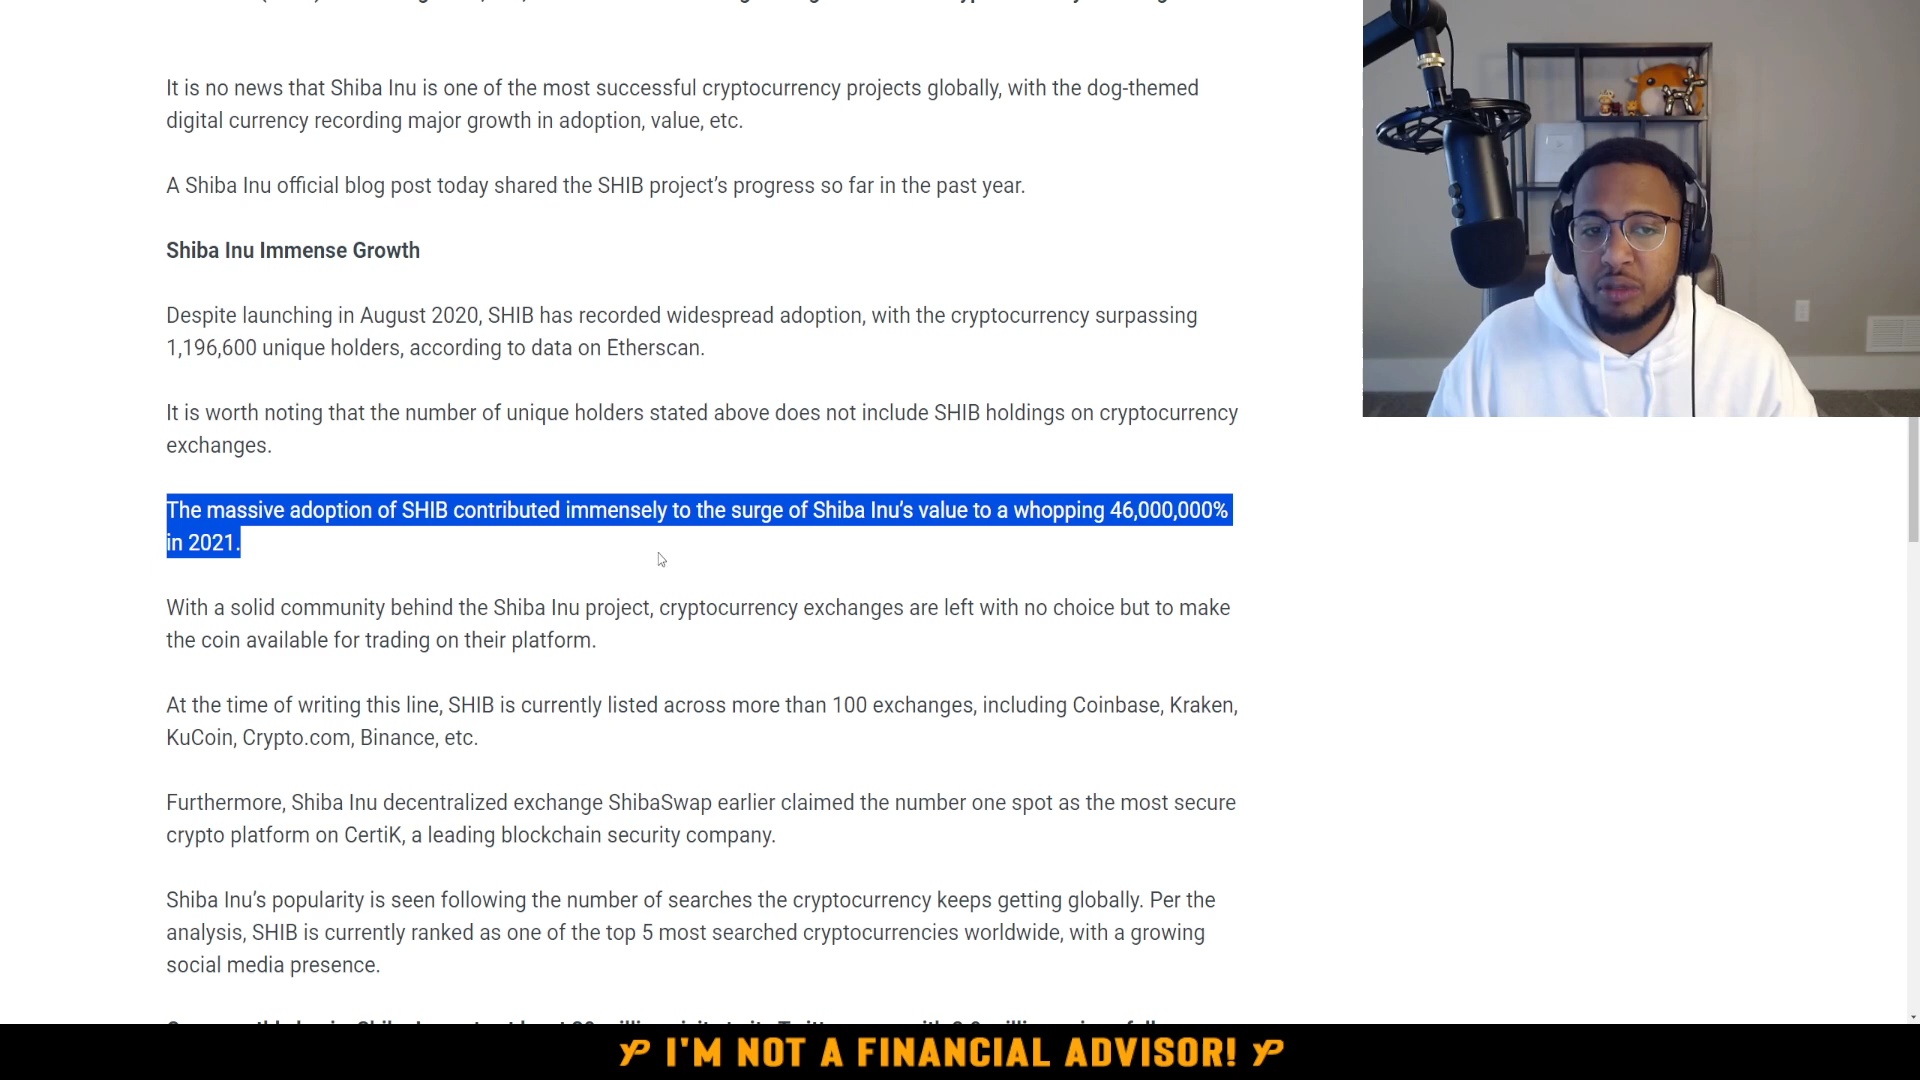 It is no news that Shiba Inu is one of the most successful cryptocurrency projects globally, with the dog-themed
digital currency recording major growth in adoption, value, etc.
A Shiba Inu official blog post today shared the SHIB project’s progress so far in the past year.
Shiba Inu Immense Growth
Despite launching in August 2020, SHIB has recorded widespread adoption, with the cryptocurrency surpassing
1,196,600 unique holders, according to data on Etherscan.
It is worth noting that the number of unique holders stated above does not include SHIB holdings on cryptocurrency
exchanges.
The massive adoption of SHIB contributed immensely to the surge of Shiba Inu’s value to a whopping 46,000,000%
in 2021.
With a solid community behind the Shiba Inu project, cryptocurrency exchanges are left with no choice but to make
the coin available for trading on their platform.
At the time of writing this line, SHIB is currently listed across more than 100 exchanges, including Coinbase, Kraken,
KuCoin, Crypto.com, Binance, etc.
Furthermore, Shiba Inu decentralized exchange ShibaSwap earlier claimed the number one spot as the most secure
crypto platform on CertiK, a leading blockchain security company.
Shiba Inu’s popularity is seen following the number of searches the cryptocurrency keeps getting globally. Per the
analysis, SHIB is currently ranked as one of the top 5 most searched cryptocurrencies worldwide, with a growing
social media presence.
YP I'M NOT A FINANCIAL ADVISOR! YP